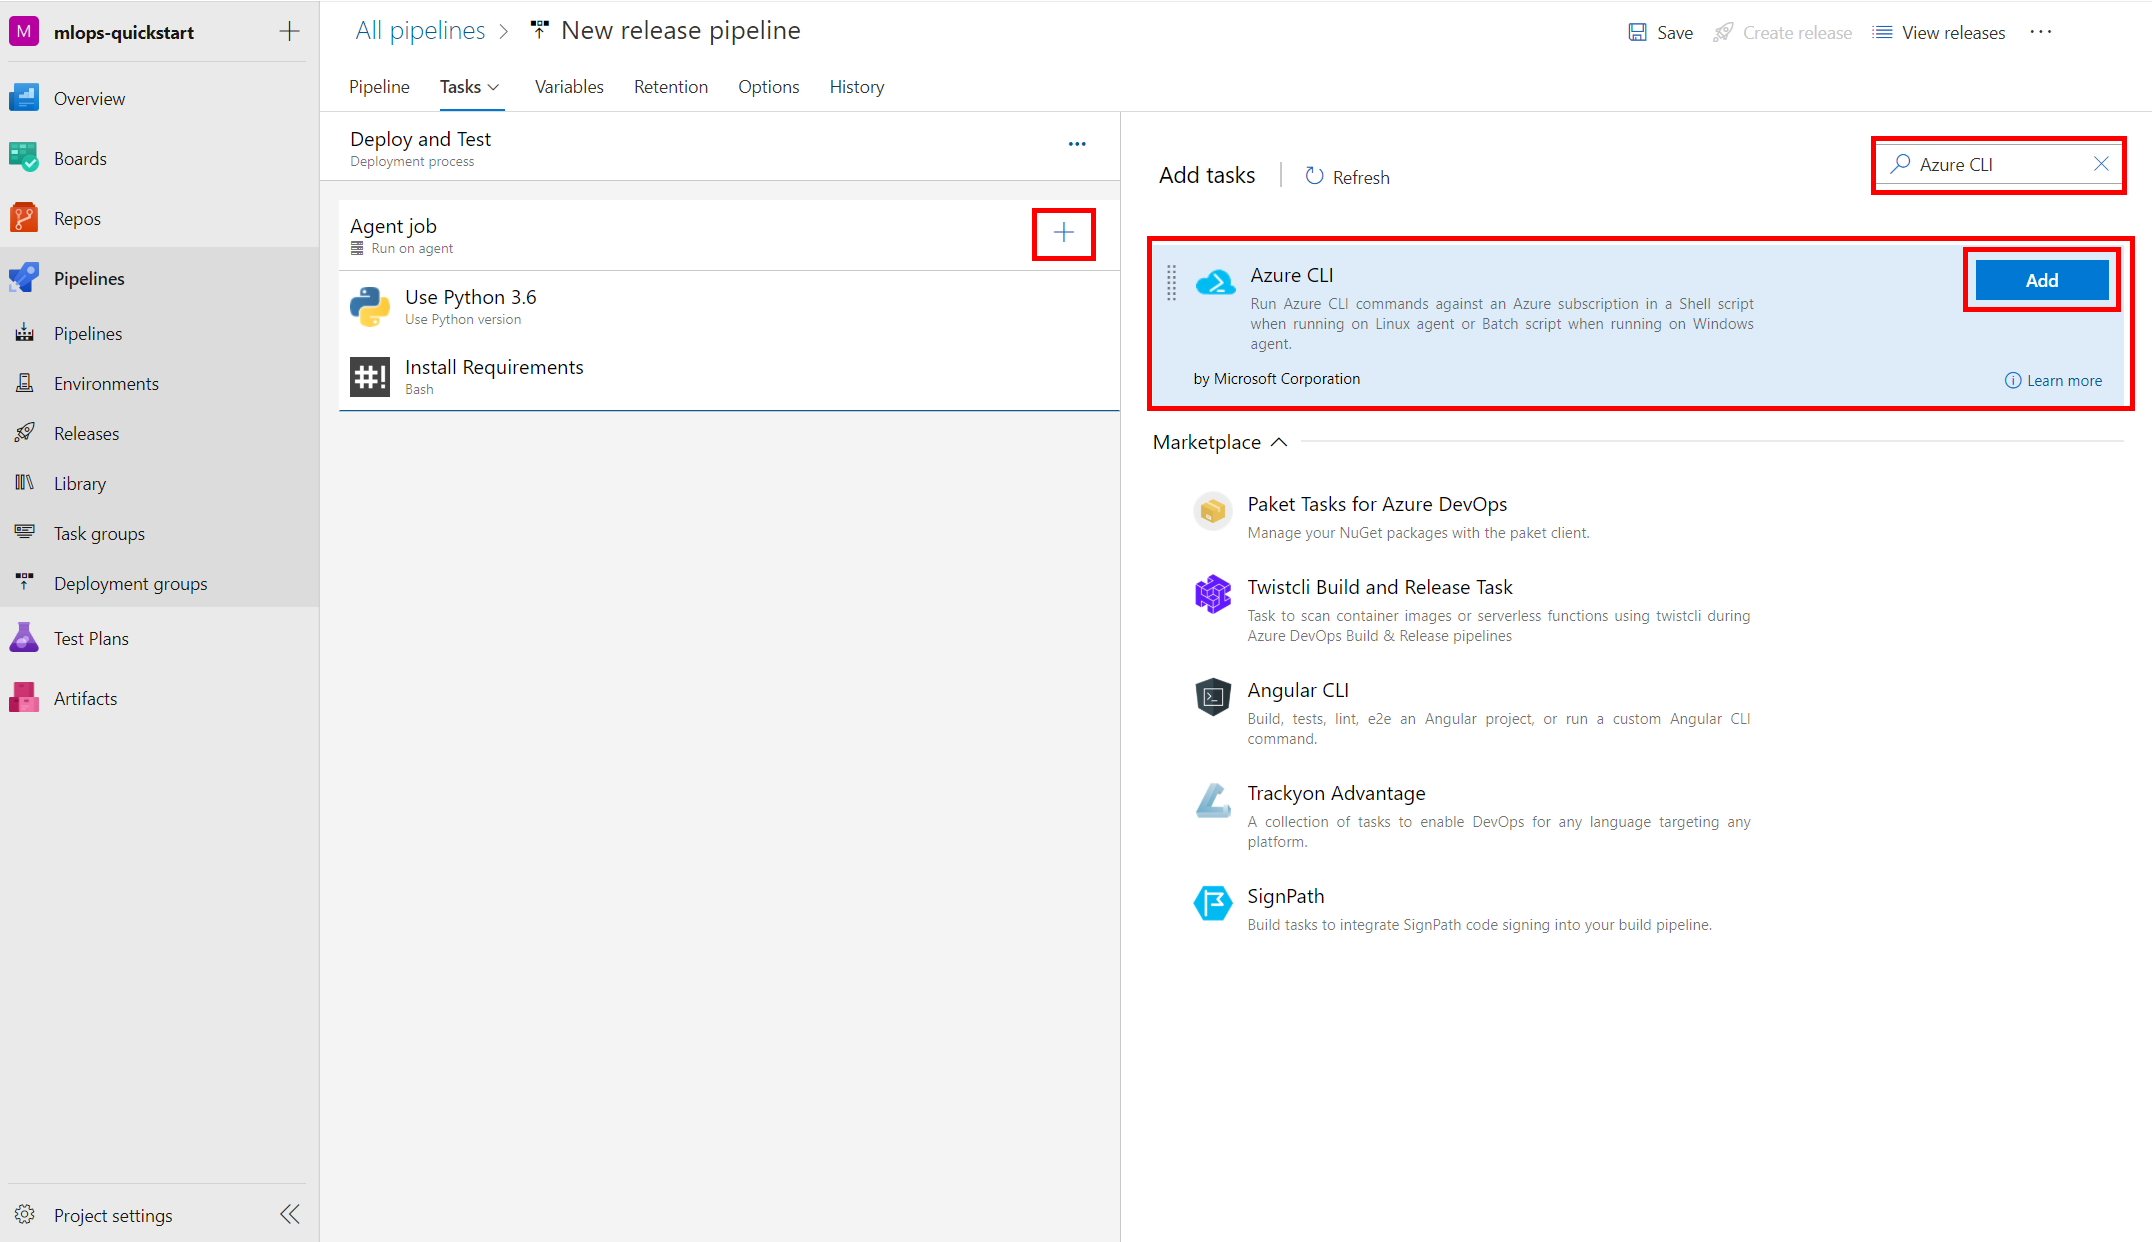 M mlops-quickstart
Overview
Boards
Repos
Pipelines
Pipelines
Environments
Releases
Library
Task groups
Deployment groups
Test Plans
Artifacts
Project settings
All pipelines New release pipeline
Save Create release View releases
Pipeline Tasks Variables Retention Options History
Deploy and Test
Deployment process
Agent job
Run on agent
Use Python 3.6
Use Python version
#! Install Requirements
Bash
Add tasks Refresh
Azure CLI
Azure CLI
Run Azure CLI commands against an Azure subscription in a Shell script
when running on Linux agent or Batch script when running on Windows
agent.
Add
by Microsoft Corporation
Learn more
Marketplace
Paket Tasks for Azure DevOps
Manage your NuGet packages with the paket client.
Twistcli Build and Release Task
Task to scan container images or serverless functions using twistcli during
Azure DevOps Build & Release pipelines
Angular CLI
Build, tests, lint, e2e an Angular project, or run a custom Angular CLI
command.
Trackyon Advantage
A collection of tasks to enable DevOps for any language targeting any
platform.
SignPath
Build tasks to integrate SignPath code signing into your build pipeline.